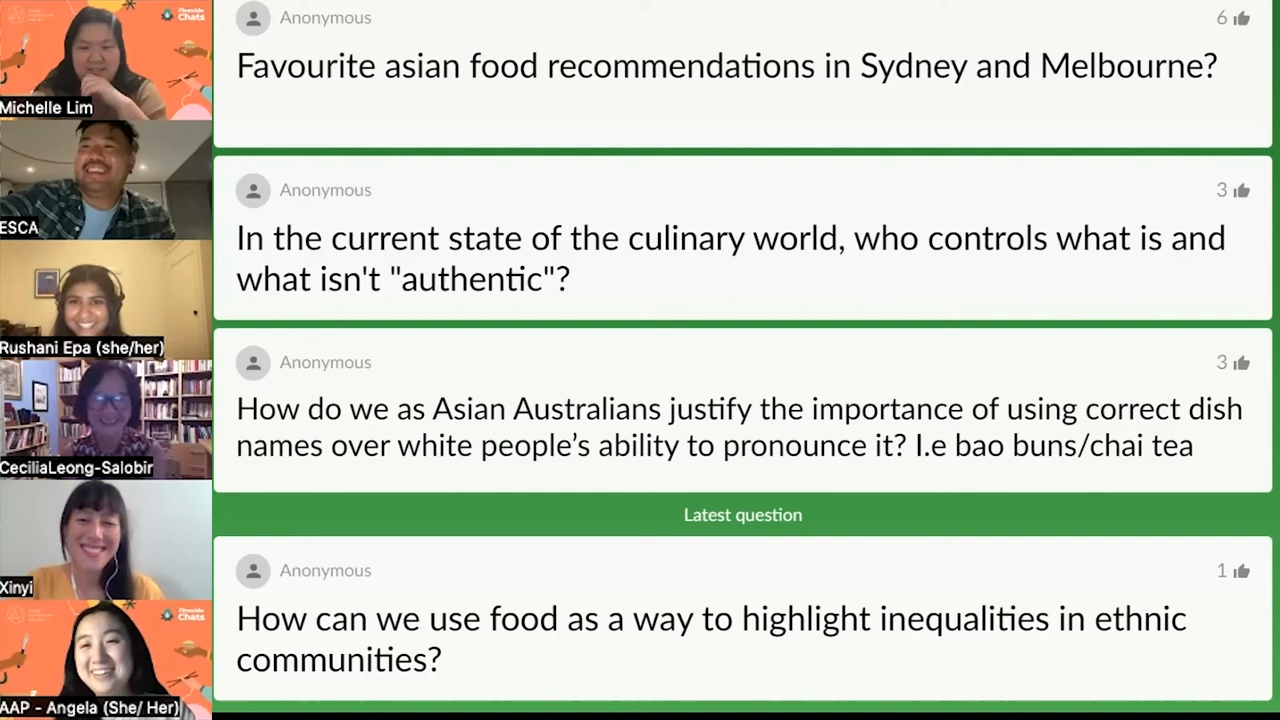 Fireside
Chats
Michelle Lim
ESCA
Rushani Epa (she/her)
CeciliaLeong-Salobir
Xinyi
Fireside
Chats
AAP - Angela (She/ Her)
Anonymous
6
Favourite asian food recommendations in Sydney and Melbourne?
Anonymous
3
In the current state of the culinary world, who controls what is and
what isn't "authentic"?
Anonymous
3
How do we as Asian Australians justify the importance of using correct dish
names over white people’s ability to pronounce it? I.e bao buns/chai tea
Latest question
Anonymous
1
How can we use food as a way to highlight inequalities in ethnic
communities?